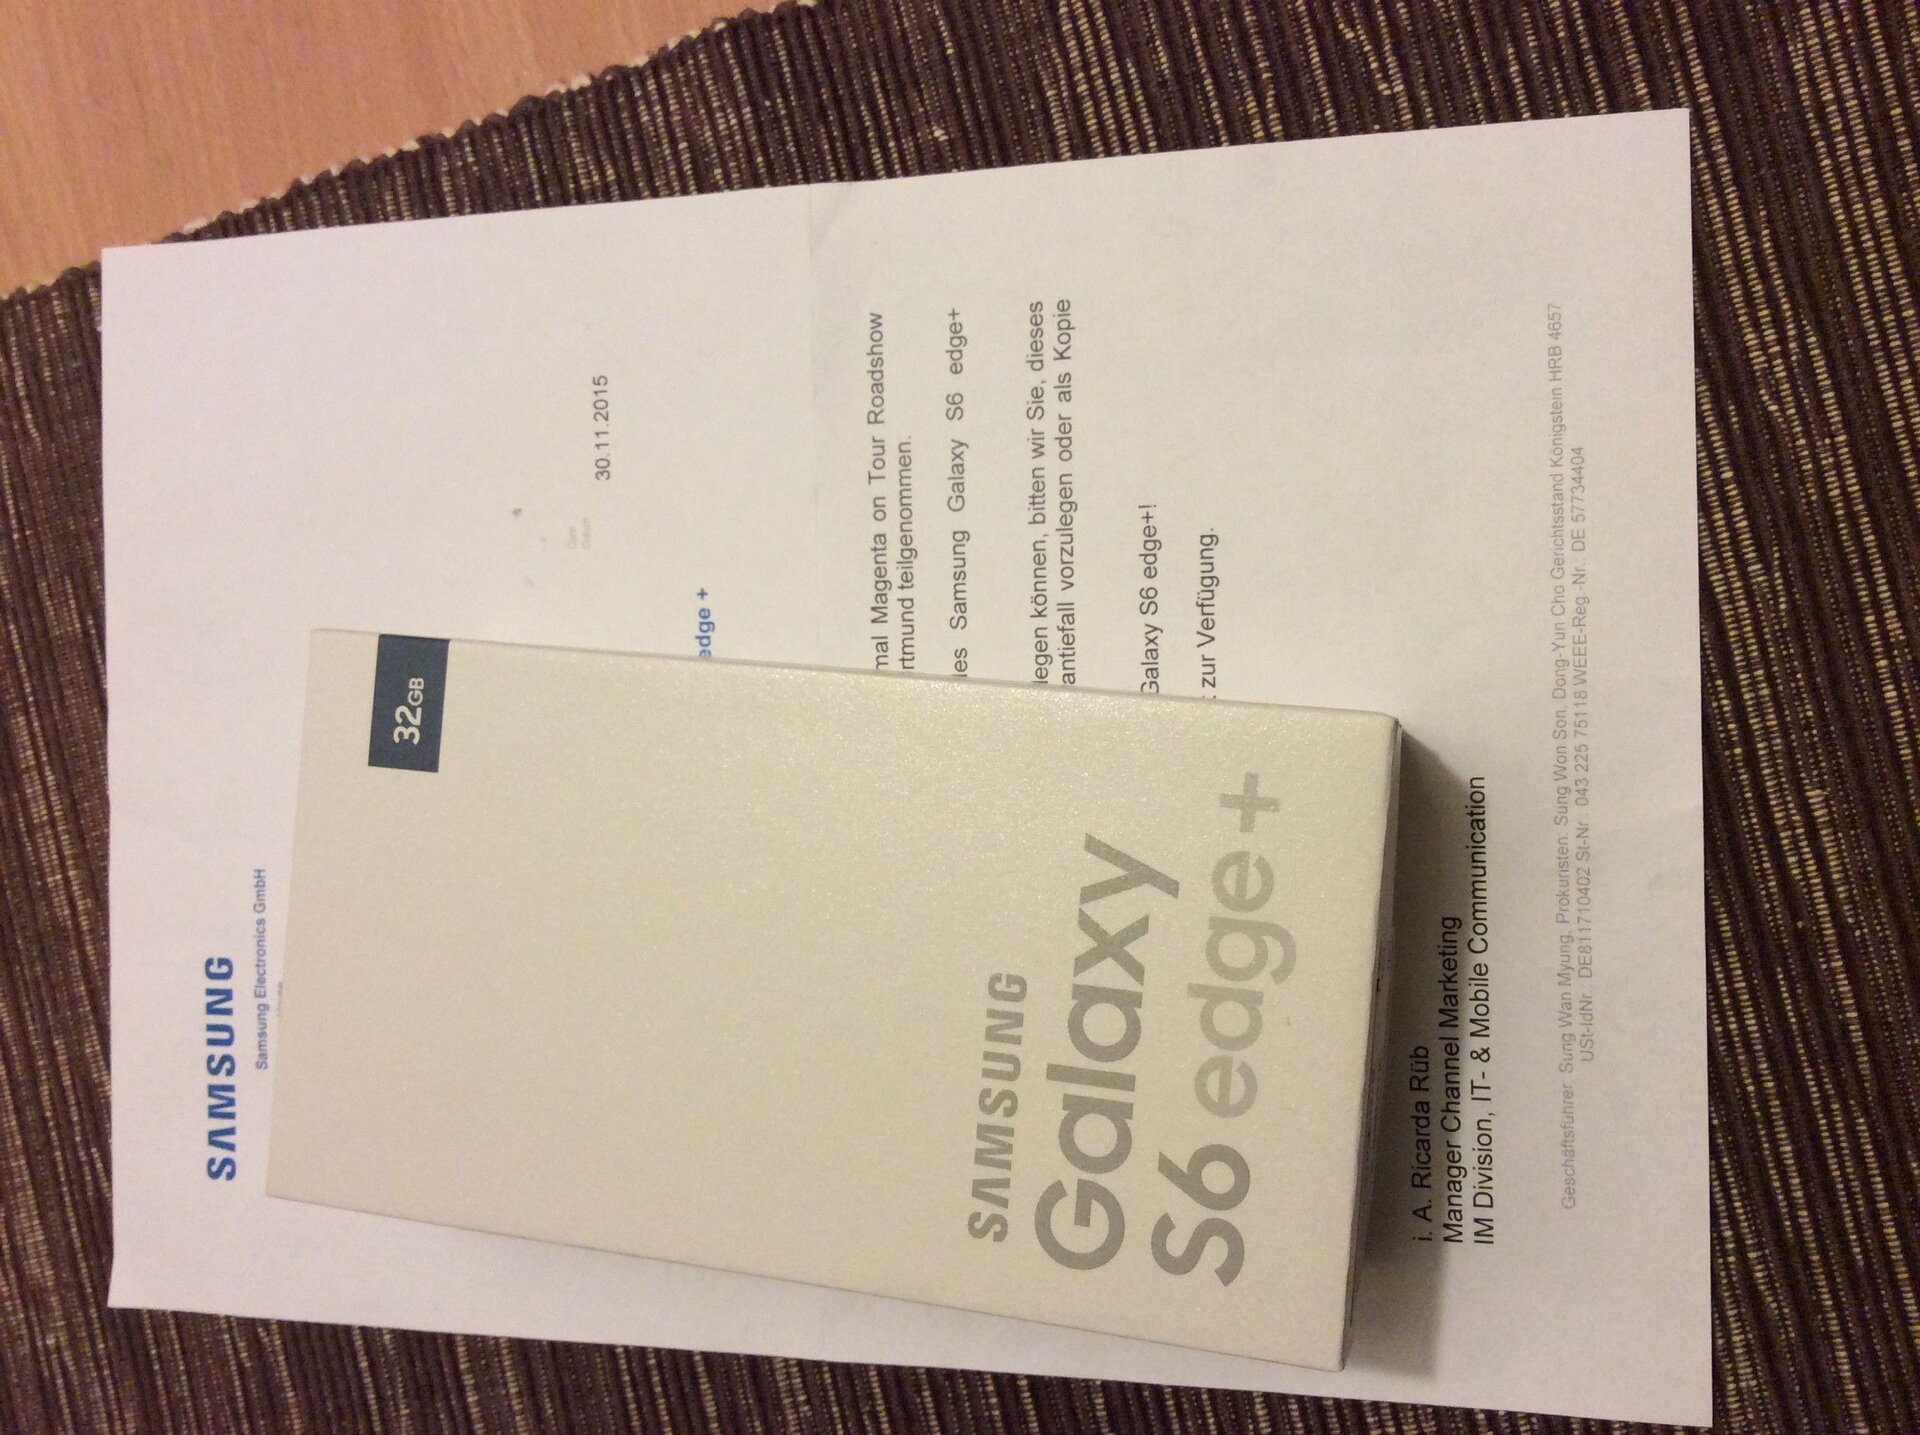 SAMSUNG
Samsung Electronics GmbH
30.11.2015
edge +
mal Magenta on Tour Roadshow
rtmund teilgenommen.
les Samsung Galaxy S6 edge+
legen können, bitten wir Sie, dieses
antiefall vorzulegen oder als Kopie
Galaxy S6 edge+!
zur Verfügung.
i. A. Ricarda Rüb
Manager Channel Marketing
IM Division, IT- & Mobile Communication
Geschäftsführer Sung Wan Myung, Prokuristen: Sung Won Son. Dong-Yun Cho Gerichtsstand Königstein HRB 4657
USt-IdNr.. DE811710402 St-Nr.. 043 225 75118 WEEE-Reg.-Nr.. DE 57734404
32GB
SAMSUNG
Galaxy
S6 edge+